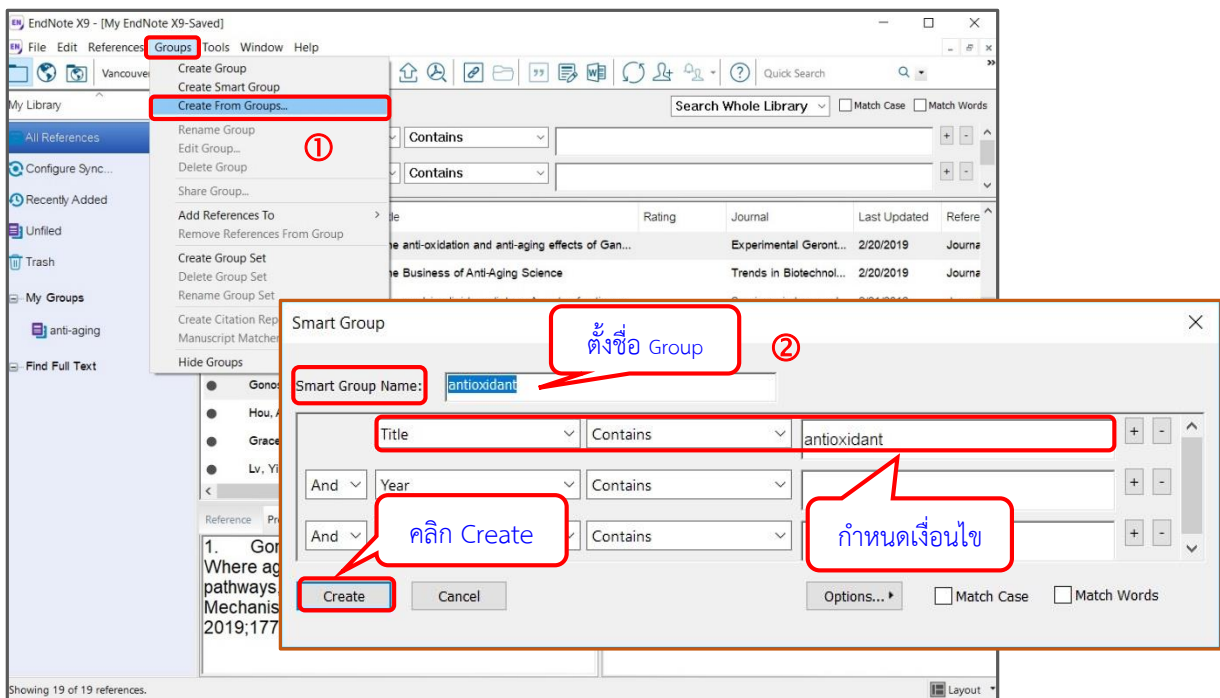 EndNote X9 - [My EndNote X9-Saved]
File Edit References Groups Tools Window Help
Vancouve
Quick Search
My Library
All References
Configure Sync...
Recently Added
Unfiled
Trash
My Groups
anti-aging
Find Full Text
Create Group
Create Smart Group
Create From Groups...
Rename Group
Edit Group...
Delete Group
Share Group...
Add References To
Remove References From Group
Create Group Set
Delete Group Set
Rename Group Set
Create Citation Rep
Manuscript Matcher
Hide Groups
①
Search Whole Library Match Case Match Words
Contains + -
Contains + -
le Rating Journal Last Updated Refere
he anti-oxidation and anti-aging effects of Gan... Experimental Geront... 2/20/2019 Journa
he Business of Anti-Aging Science Trends in Biotechnol... 2/20/2019 Journa
Gonos
Hou, A
Grace
Lv, Yi
Reference Pr
1. Gor
Where ag
pathways,
Mechanis
2019;177
Smart Group
ตั้งชื่อ Group
②
Smart Group Name: antioxidant
Title Contains antioxidant + -
And Year Contains + -
And Contains + -
คลิก Create
กำหนดเงื่อนไข
Create Cancel Options... Match Case Match Words
Showing 19 of 19 references. Layout